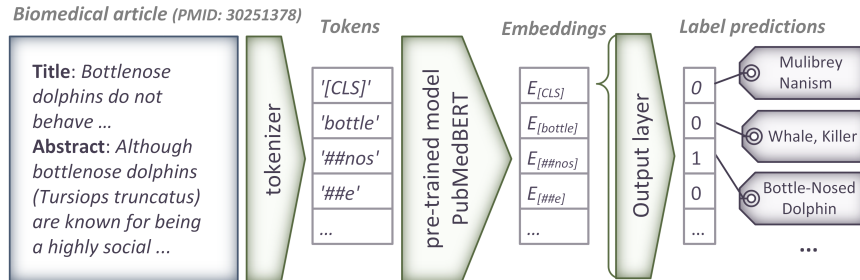 Biomedical article (PMID: 30251378)
Title: Bottlenose
dolphins do not
behave ...
Abstract: Although
bottlenose dolphins
(Tursiops truncatus)
are known for being
a highly social ...
tokenizer
Tokens
'[CLS]'
'bottle'
'##nos'
'##e'
...
pre-trained model
PubMedBERT
Embeddings
E[CLS]
E[bottle]
E[##nos]
E[##e]
...
Output layer
Label predictions
0
0
1
0
...
Mulibrey
Nanism
Whale, Killer
Bottle-Nosed
Dolphin
...